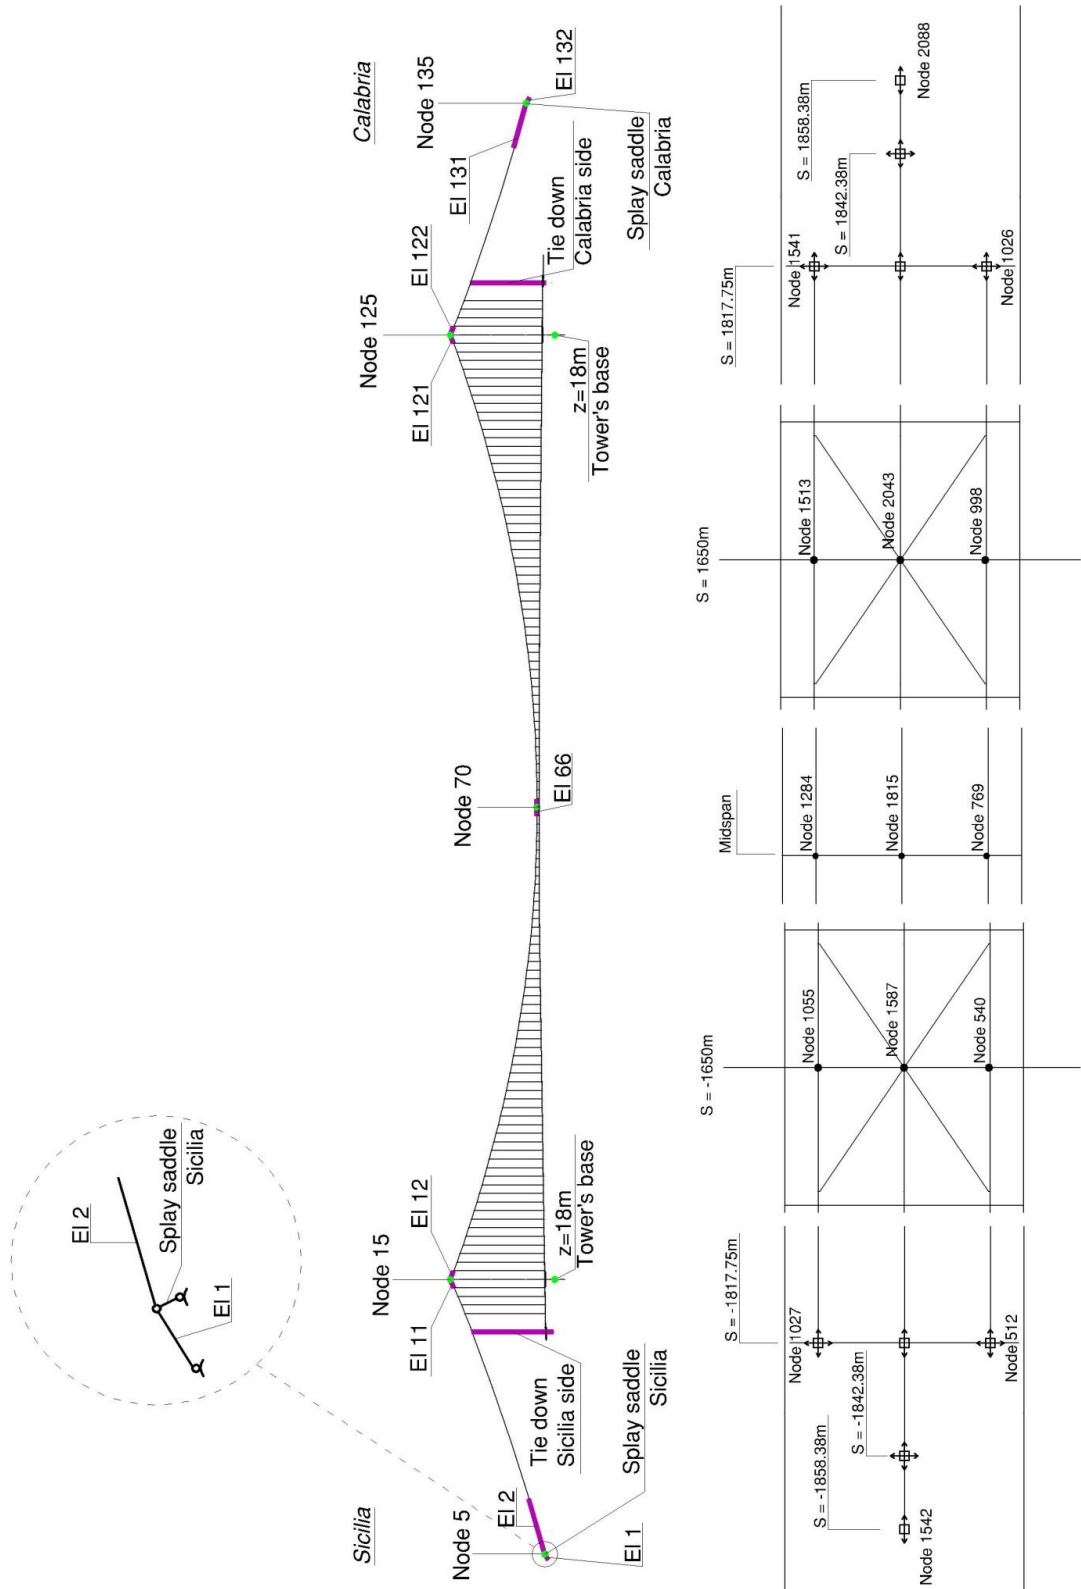 Sicilia
Calabria
El 2
Splay saddle
Sicilia
El 1
Node 5
El 2
El 1
Splay saddle
Sicilia
Tie down
Sicilia side
El 11
Node 15
El 12
z=18m
Tower's base
Node 70
El 66
El 121
Node 125
El 122
z=18m
Tower's base
Tie down
Calabria side
El 131
Node 135
El 132
Splay saddle
Calabria
Node 1542
S = -1858.38m
S = -1842.38m
S = -1817.75m
Node 1027
Node 512
S = -1650m
Node 1055
Node 1587
Node 540
Midspan
Node 1284
Node 1815
Node 769
S = 1650m
Node 1513
Node 2043
Node 998
S = 1817.75m
Node 1541
Node 1026
S = 1842.38m
S = 1858.38m
Node 2088